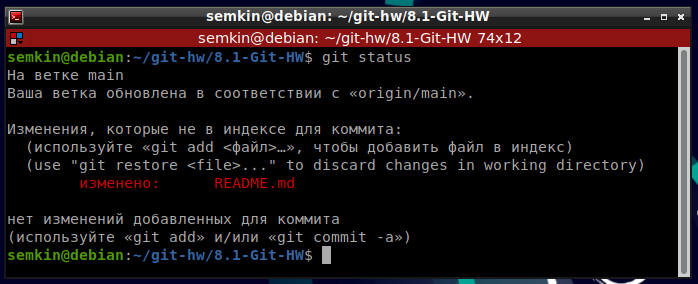 semkin@debian: ~/git-hw/8.1-Git-HW
semkin@debian: ~/git-hw/8.1-Git-HW 74x12
semkin@debian:~/git-hw/8.1-Git-HW$ git status
На ветке main
Ваша ветка обновлена в соответствии с «origin/main».
Изменения, которые не в индексе для коммита:
(используйте «git add <файл>…», чтобы добавить файл в индекс)
(use "git restore <file>..." to discard changes in working directory)
изменено: README.md
нет изменений добавленных для коммита
(используйте «git add» и/или «git commit -a»)
semkin@debian:~/git-hw/8.1-Git-HW$